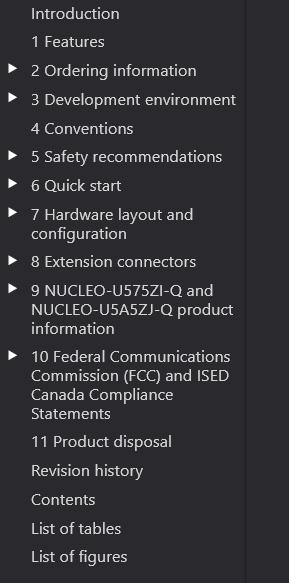 Introduction
1 Features
2 Ordering information
3 Development environment
4 Conventions
5 Safety recommendations
6 Quick start
7 Hardware layout and
configuration
8 Extension connectors
9 NUCLEO-U575ZI-Q and
NUCLEO-U5A5ZJ-Q product
information
10 Federal Communications
Commission (FCC) and ISED
Canada Compliance
Statements
11 Product disposal
Revision history
Contents
List of tables
List of figures